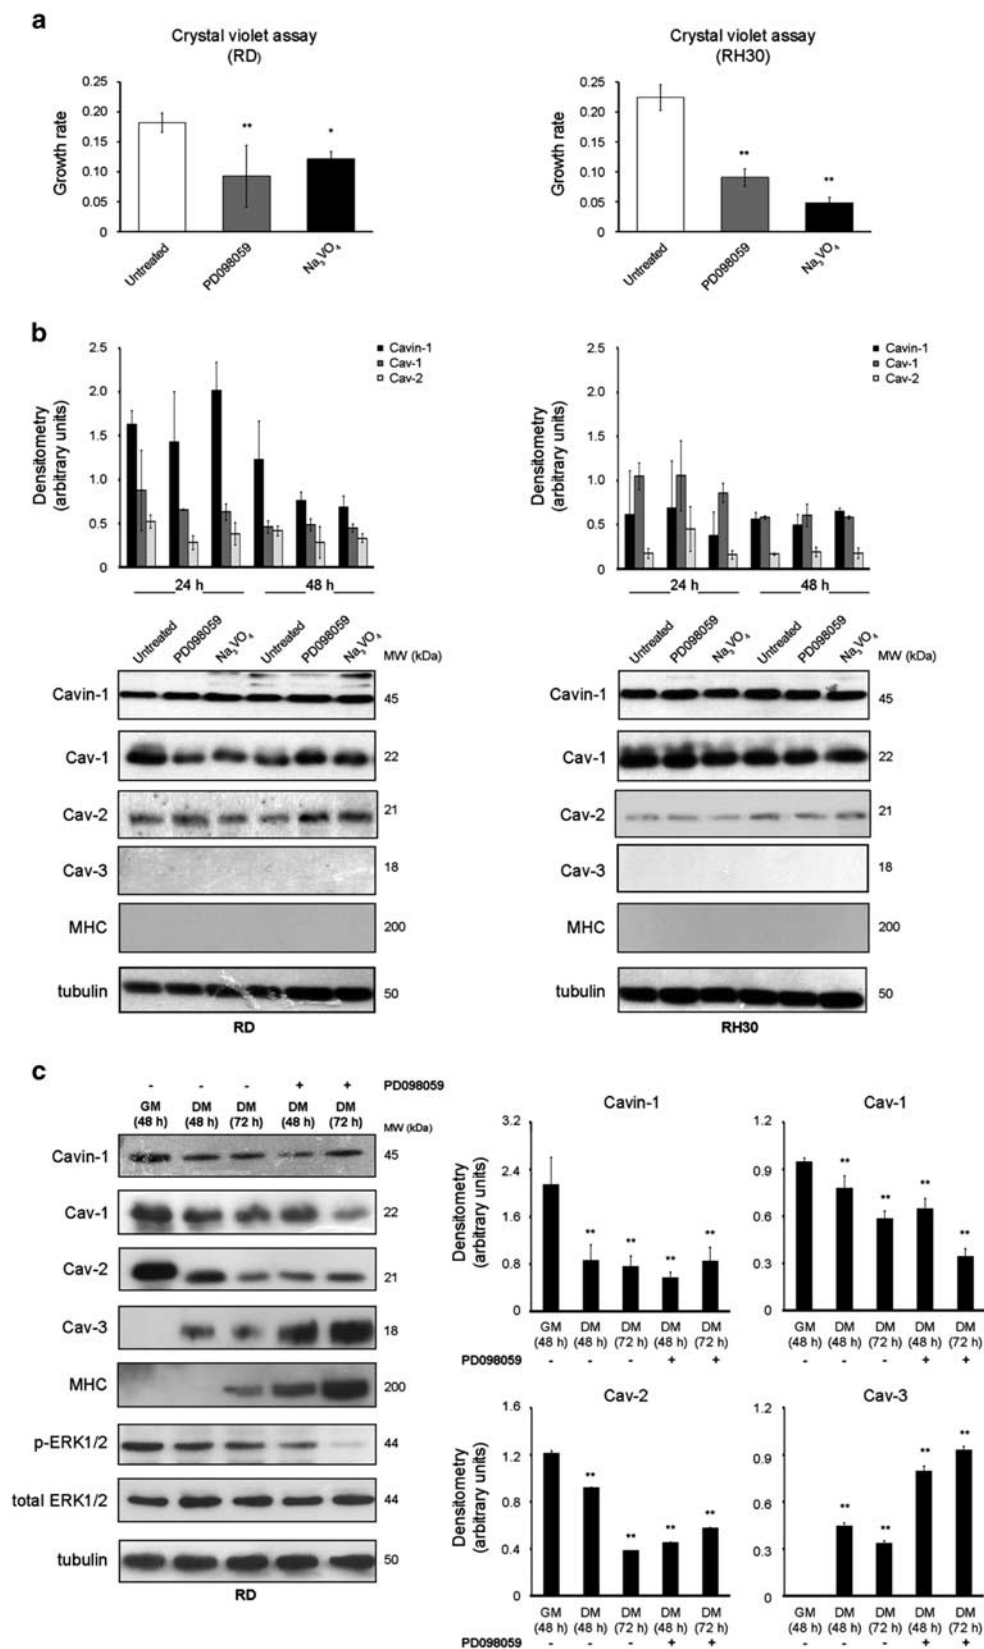 a
Crystal violet assay
(RD)
0.25
0.20
0.15
0.10
0.05
0
Growth rate
**
*
Untreated
PD098059
Na3VO4
Crystal violet assay
(RH30)
0.25
0.20
0.15
0.10
0.05
0
Growth rate
**
**
Untreated
PD098059
Na3VO4
b
2.5
2.0
1.5
1.0
0.5
0
Densitometry
(arbitrary units)
Cavin-1
Cav-1
Cav-2
24 h 48 h
Untreated PD098059 Na3VO4 Untreated PD098059 Na3VO4 MW (kDa)
Cavin-1 45
Cav-1 22
Cav-2 21
Cav-3 18
MHC 200
tubulin 50
RD
2.5
2.0
1.5
1.0
0.5
0
Densitometry
(arbitrary units)
Cavin-1
Cav-1
Cav-2
24 h 48 h
Untreated PD098059 Na3VO4 Untreated PD098059 Na3VO4 MW (kDa)
Cavin-1 45
Cav-1 22
Cav-2 21
Cav-3 18
MHC 200
tubulin 50
RH30
c
- - - + + PD098059
GM DM DM DM DM
(48 h) (48 h) (72 h) (48 h) (72 h) MW (kDa)
Cavin-1 45
Cav-1 22
Cav-2 21
Cav-3 18
MHC 200
p-ERK1/2 44
total ERK1/2 44
tubulin 50
RD
Cavin-1
3.2
2.4
1.6
0.8
0
Densitometry
(arbitrary units)
** ** ** **
GM DM DM DM DM
(48 h) (48 h) (72 h) (48 h) (72 h)
PD098059 - - - + +
Cav-1
1.2
0.9
0.6
0.3
0
** ** ** **
GM DM DM DM DM
(48 h) (48 h) (72 h) (48 h) (72 h)
- - - + +
Cav-2
1.6
1.2
0.8
0.4
0
Densitometry
(arbitrary units)
** ** ** **
GM DM DM DM DM
(48 h) (48 h) (72 h) (48 h) (72 h)
PD098059 - - - + +
Cav-3
1.2
0.9
0.6
0.3
0
** ** ** **
GM DM DM DM DM
(48 h) (48 h) (72 h) (48 h) (72 h)
- - - + +